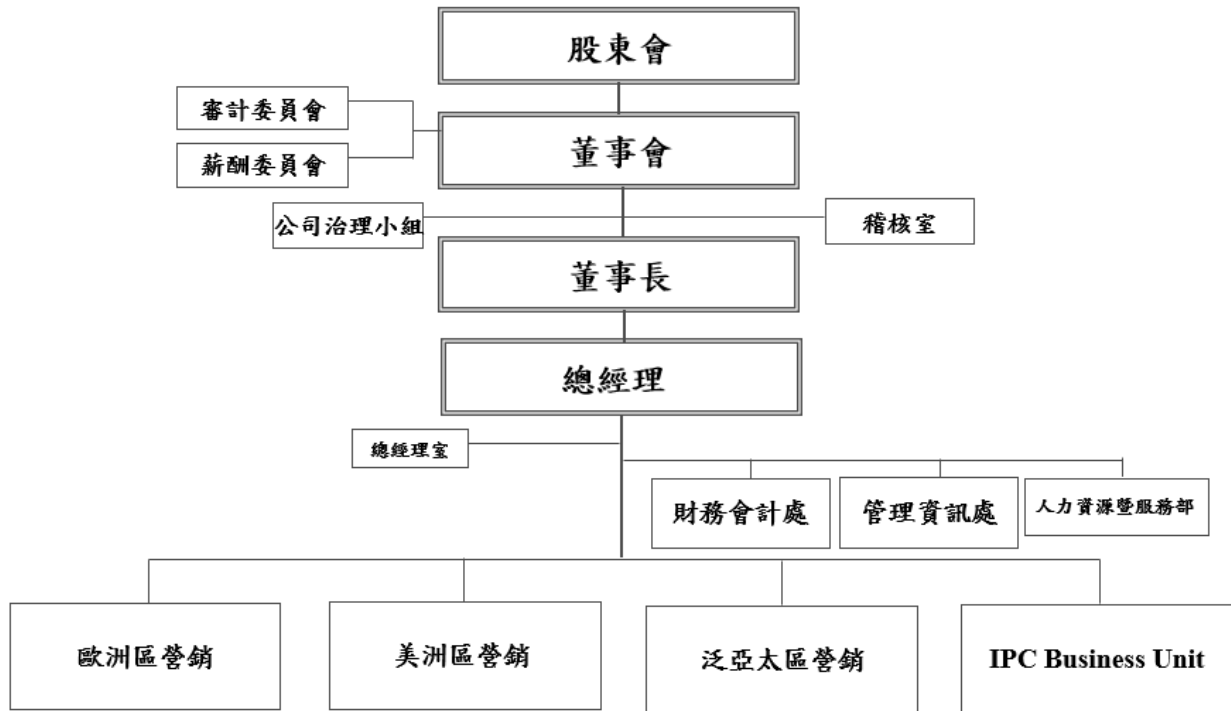 股東會
審計委員會
董事會
薪酬委員會
公司治理小組
稽核室
董事長
總經理
總經理室
財務會計處
管理資訊處
人力資源暨服務部
歐洲區營銷
美洲區營銷
泛亞太區營銷
IPC Business Unit